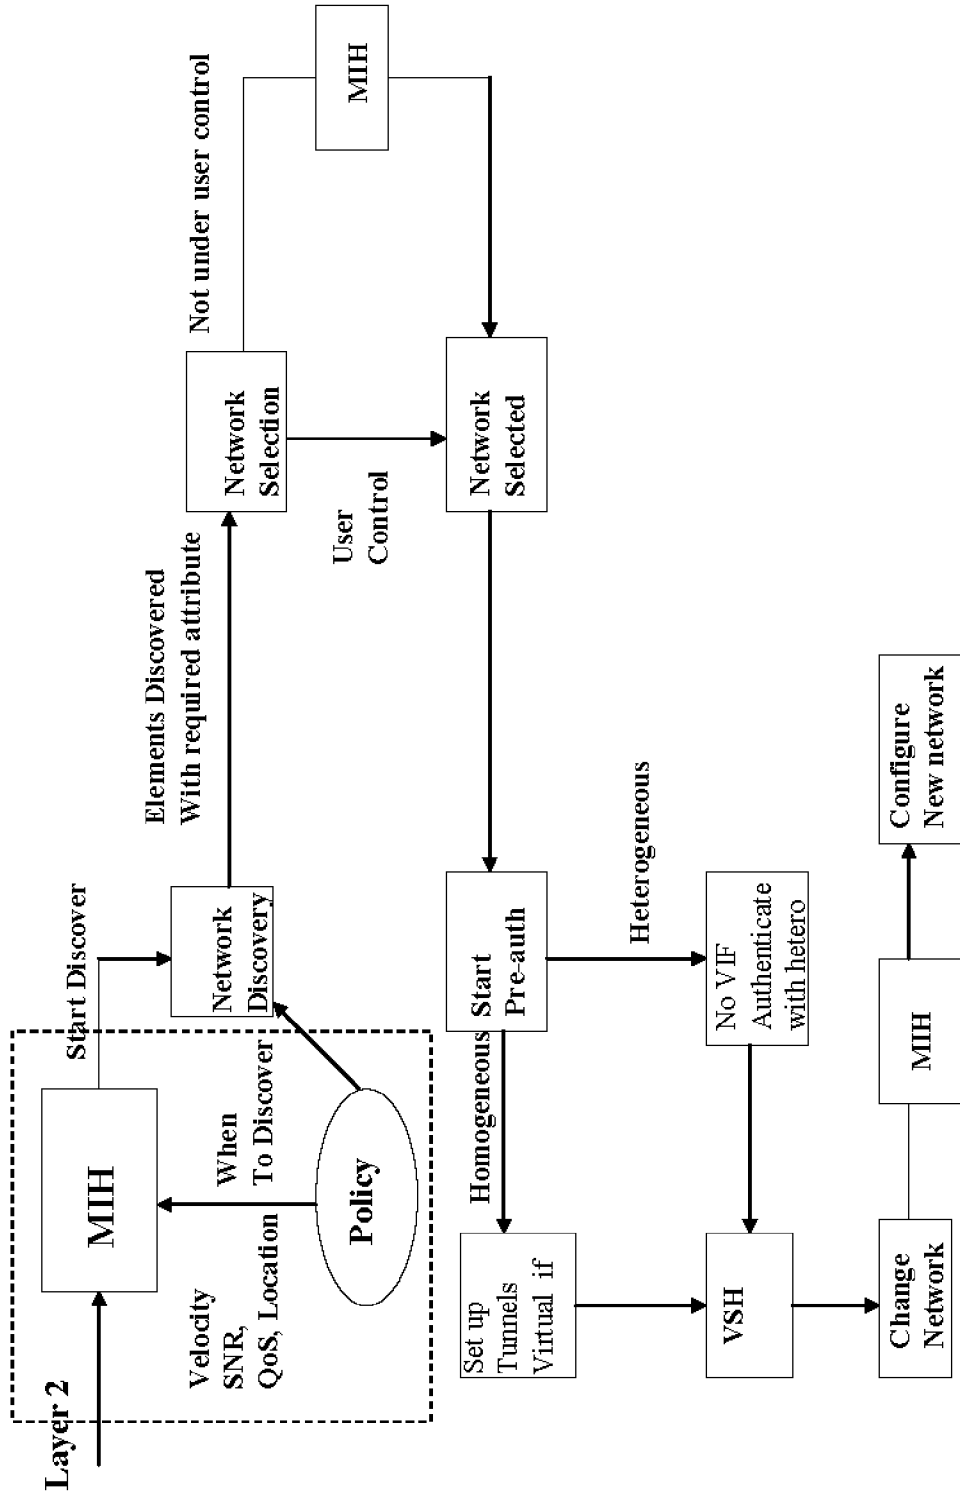 Layer 2
MIH
Start Discover
Velocity
SNR,
QoS, Location
When
To Discover
Policy
Network
Discovery
Elements Discovered
With required attribute
Network
Selection
Not under user control
MIH
User
Control
Network
Selected
Start
Pre-auth
Homogeneous
Heterogeneous
Set up
Tunnels
Virtual if
No VIF
Authenticate
with hetero
VSH
Change
Network
MIH
Configure
New network